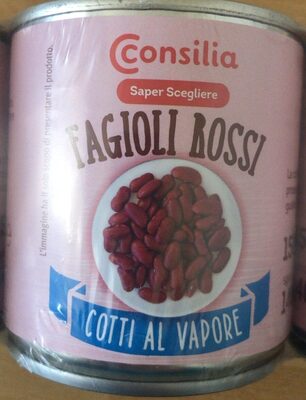 Consilia
Saper Scegliere
FAGIOLI ROSSI
COTTI AL VAPORE
L'immagine ha il solo scopo di presentare il prodotto.